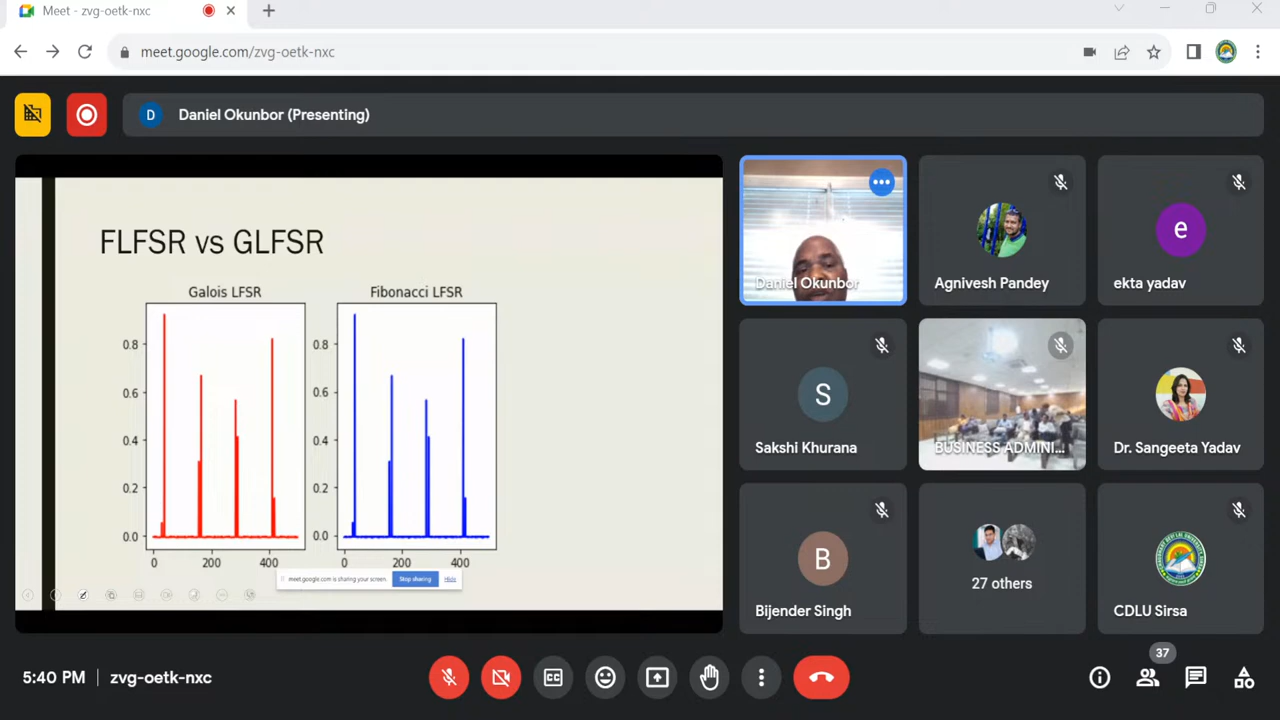 Meet - zvg-oetk-nxc
meet.google.com/zvg-oetk-nxc
D
Daniel Okunbor (Presenting)
FLFSR vs GLFSR
Galois LFSR
Fibonacci LFSR
0.8
0.6
0.4
0.2
0.0
0
200
400
0.8
0.6
0.4
0.2
0.0
0
200
400
meet.google.com is sharing your screen.
Stop sharing
Hide
Daniel Okunbor
Agnivesh Pandey
e
ekta yadav
S
Sakshi Khurana
BUSINESS ADMINI...
Dr. Sangeeta Yadav
B
Bijender Singh
27 others
CDLU Sirsa
5:40 PM
zvg-oetk-nxc
CC
37